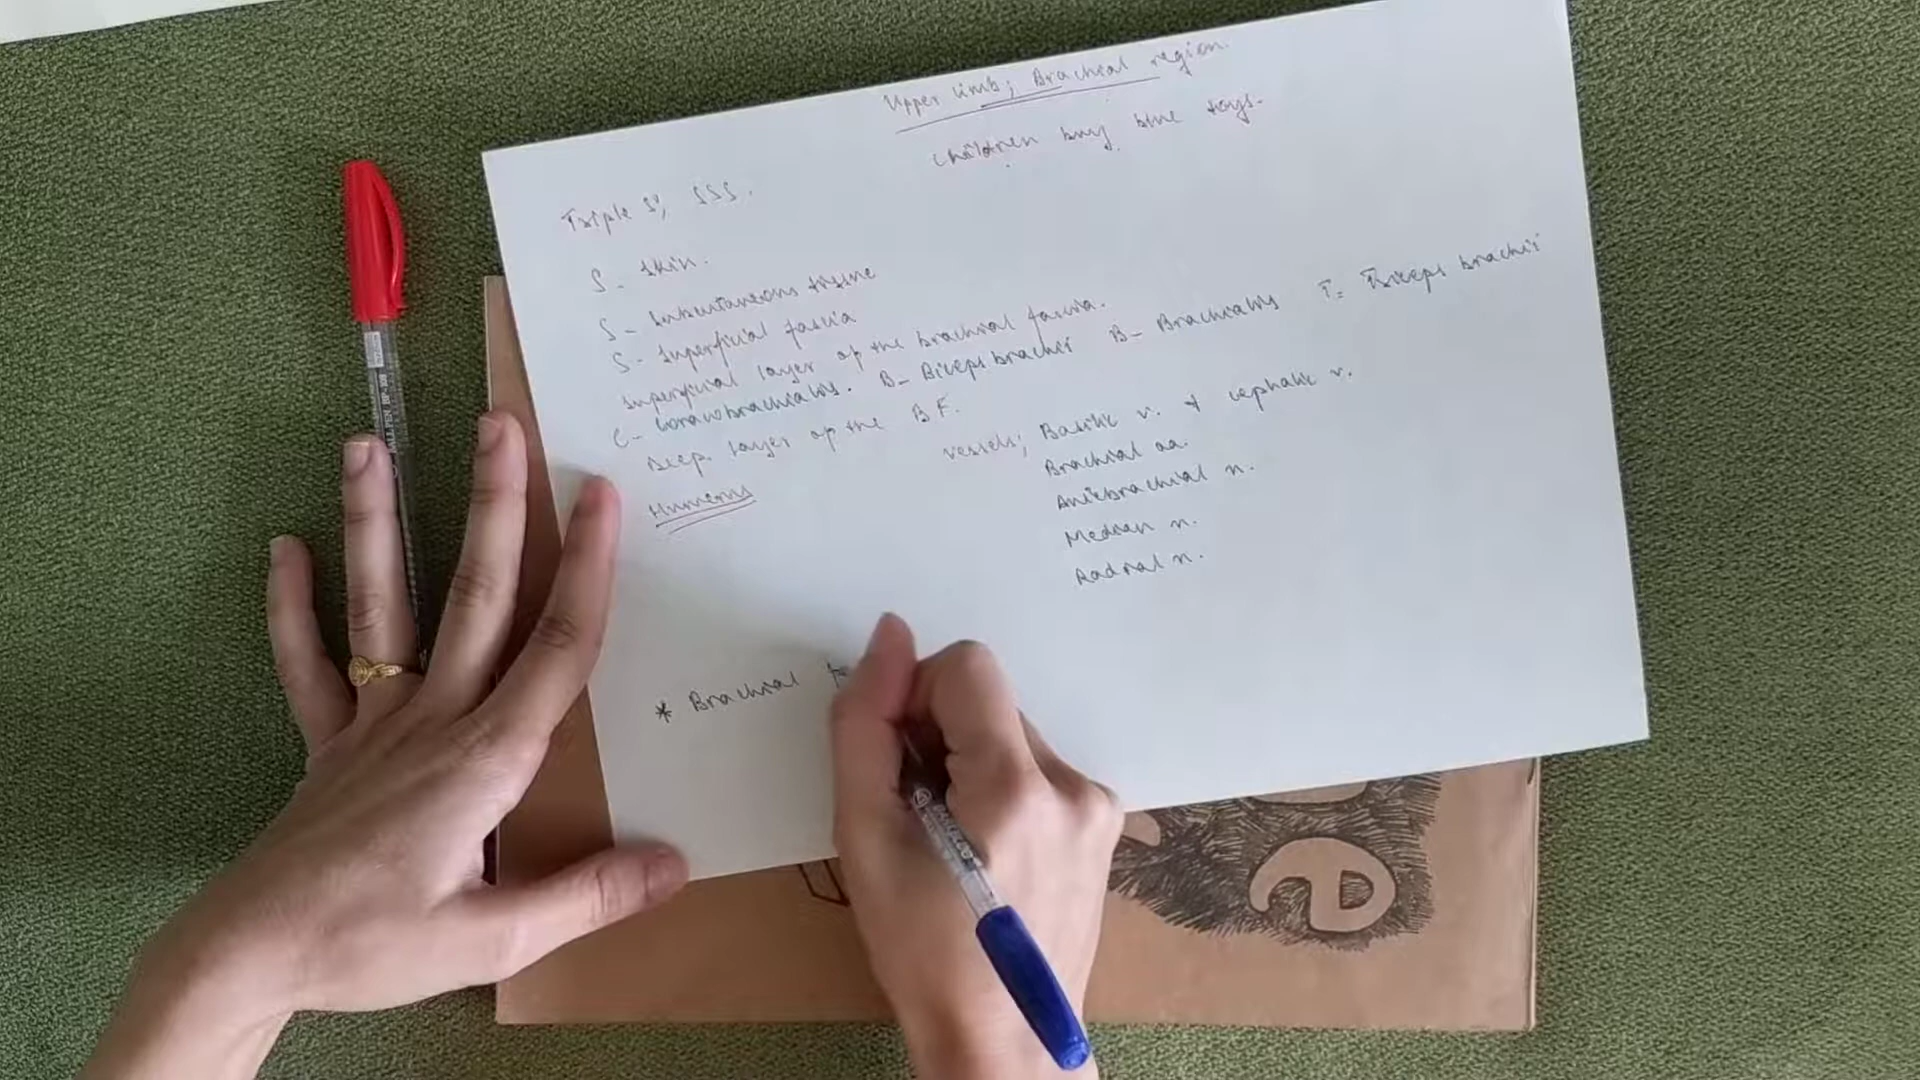 Upper limb; Brachial region.
Children buy blue toys.
Triple S', SSS.
S - Skin.
S - Subcutaneous tissue
S - Superficial fascia
Superficial layer of the brachial fascia.
C - Coracobrachialis. B - Biceps brachii B - Brachialis T = Triceps brachii
Deep layer of the BF.
Humerus
vessels; Basilic v. & cephalic v.
Brachial aa.
Antebrachial n.
Median n.
Radial n.
* Brachial fa
e